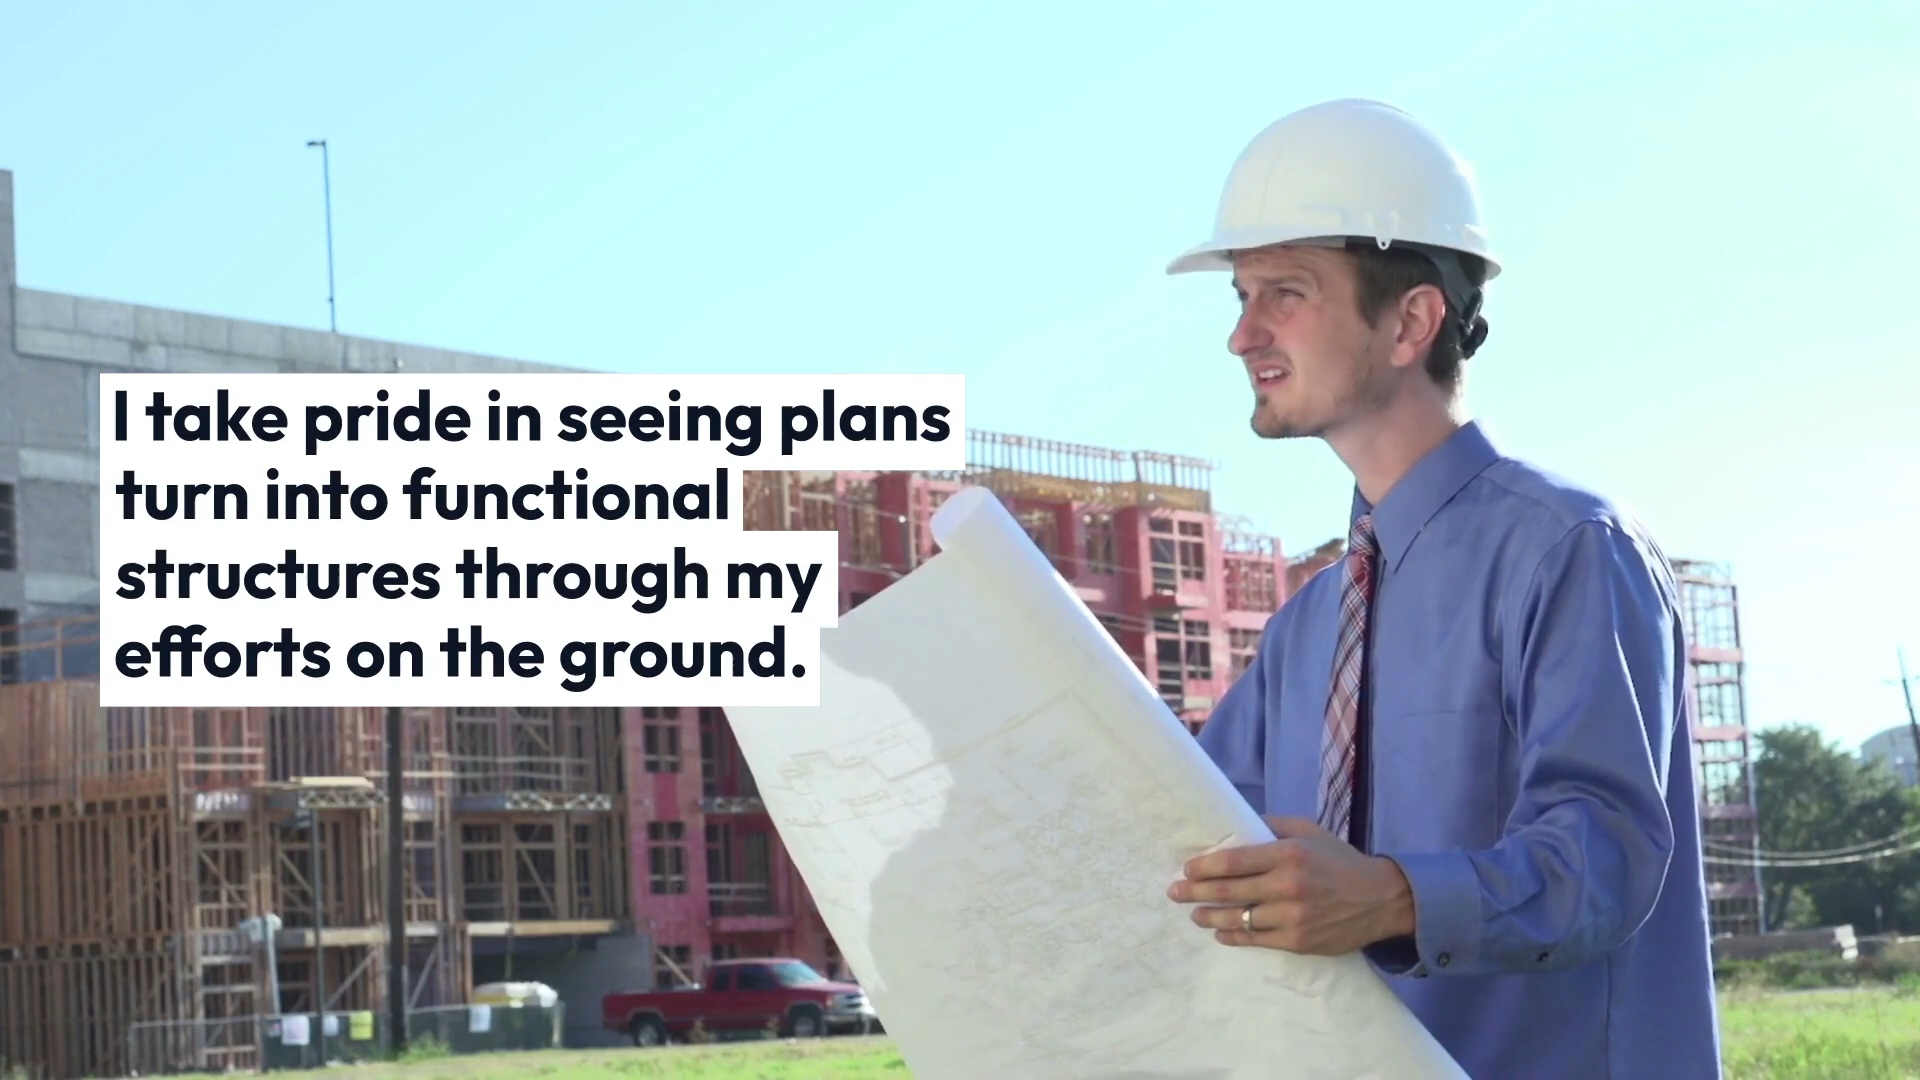 I take pride in seeing plans
turn into functional
structures through my
efforts on the ground.